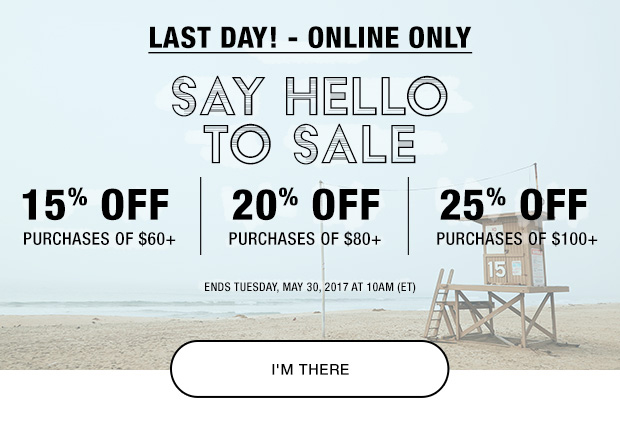 LAST DAY! - ONLINE ONLY
SAY HELLO
TO SALE
15% OFF
PURCHASES OF $60+
20% OFF
PURCHASES OF $80+
25% OFF
PURCHASES OF $100+
15
ENDS TUESDAY, MAY 30, 2017 AT 10AM (ET)
I'M THERE